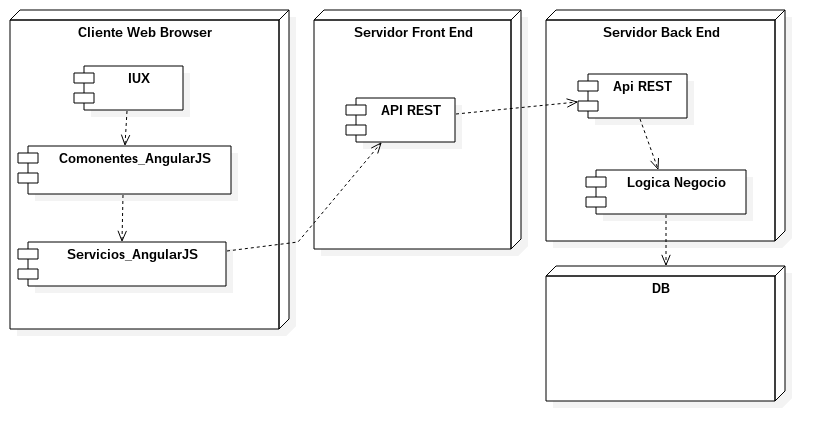 Cliente Web Browser
IUX
Comonentes_AngularJS
Servicios_AngularJS
Servidor Front End
API REST
Servidor Back End
Api REST
Logica Negocio
DB